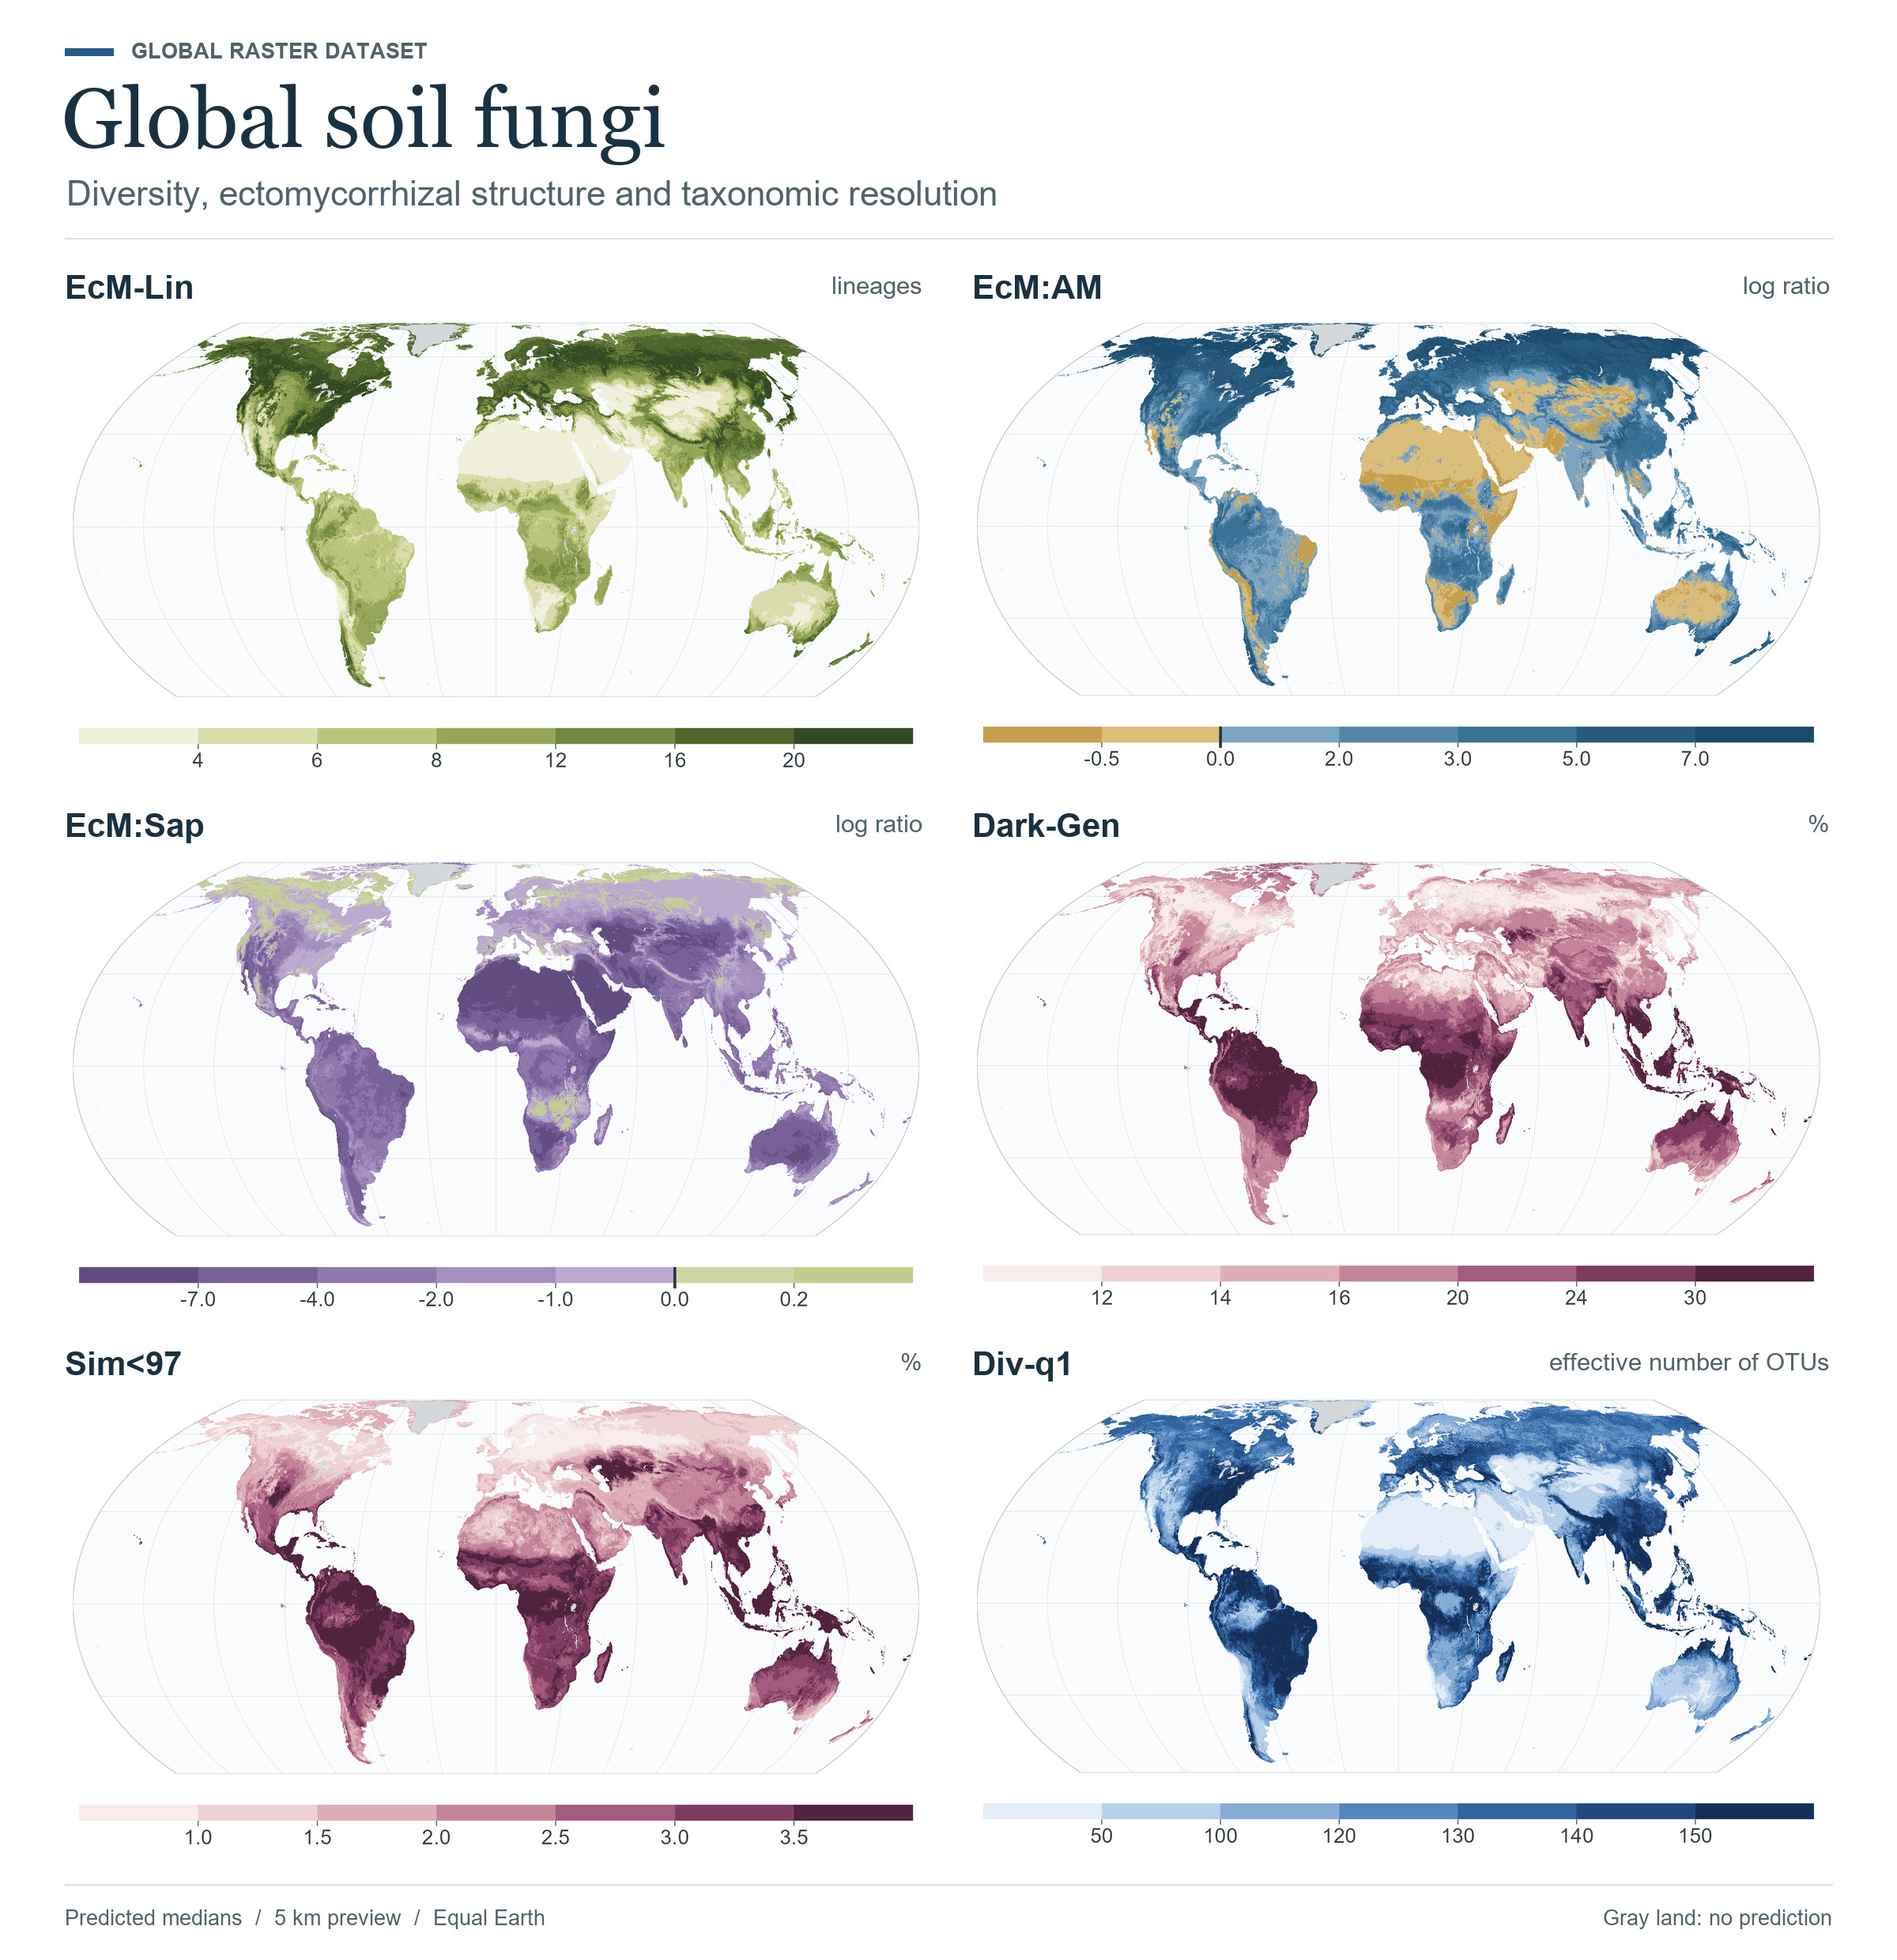 GLOBAL RASTER DATASET
Global soil fungi
Diversity, ectomycorrhizal structure and taxonomic resolution
EcM-Lin lineages
4 6 8 12 16 20
EcM:AM log ratio
-0.5 0.0 2.0 3.0 5.0 7.0
EcM:Sap log ratio
-7.0 -4.0 -2.0 -1.0 0.0 0.2
Dark-Gen %
12 14 16 20 24 30
Sim<97 %
1.0 1.5 2.0 2.5 3.0 3.5
Div-q1 effective number of OTUs
50 100 120 130 140 150
Predicted medians / 5 km preview / Equal Earth
Gray land: no prediction